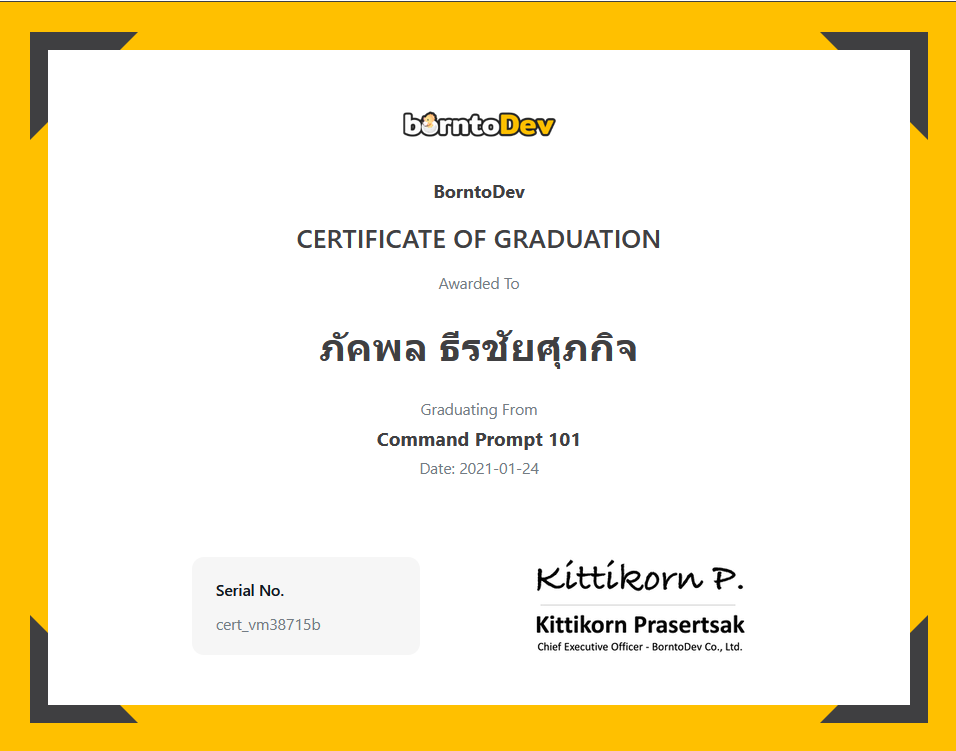 borntoDev
BorntoDev
CERTIFICATE OF GRADUATION
Awarded To
ภัคพล ธีรชัยศุภกิจ
Graduating From
Command Prompt 101
Date: 2021-01-24
Serial No.
cert_vm38715b
Kittikorn P.
Kittikorn Prasertsak
Chief Executive Officer - BorntoDev Co., Ltd.